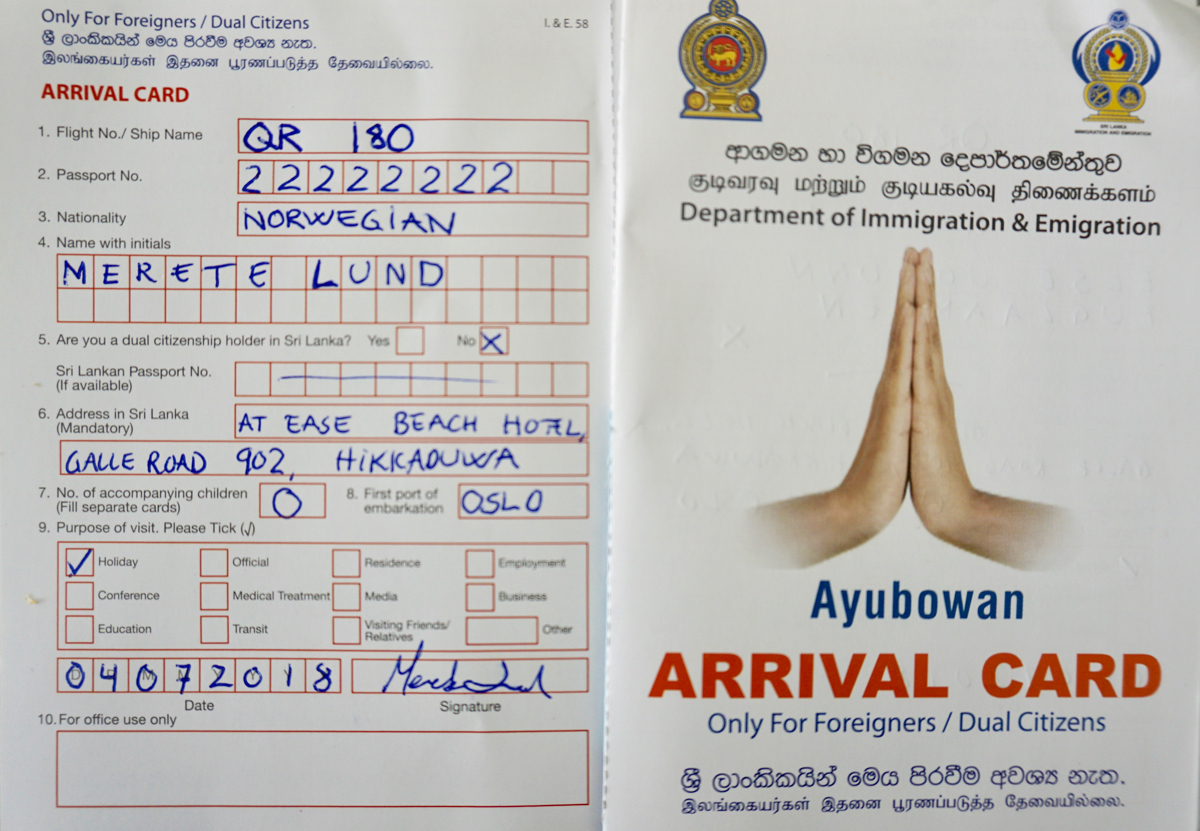 Only For Foreigners / Dual Citizens
I. & E. 58
ශ්‍රී ලාංකිකයින් මෙය පිරවීම අවශ්‍ය නැත.
இலங்கையர்கள் இதனை பூரணப்படுத்த தேவையில்லை.
ARRIVAL CARD
1. Flight No./ Ship Name QR 180
2. Passport No. 22222222
3. Nationality NORWEGIAN
4. Name with initials
MERETE LUND
5. Are you a dual citizenship holder in Sri Lanka? Yes No X
Sri Lankan Passport No.
(If available)
6. Address in Sri Lanka AT EASE BEACH HOTEL,
(Mandatory)
GALLE ROAD 902, HIKKADUWA
7. No. of accompanying children 0 8. First port of OSLO
(Fill separate cards) embarkation
9. Purpose of visit. Please Tick (√)
✓ Holiday Official Residence Employment
Conference Medical Treatment Media Business
Education Transit Visiting Friends/ Other
Relatives
04072018
Date Signature
10. For office use only
SRI LANKA
IMMIGRATION AND EMIGRATION
ආගමන හා විගමන දෙපාර්තමේන්තුව
குடிவரவு மற்றும் குடியகல்வு திணைக்களம்
Department of Immigration & Emigration
Ayubowan
ARRIVAL CARD
Only For Foreigners / Dual Citizens
ශ්‍රී ලාංකිකයින් මෙය පිරවීම අවශ්‍ය නැත.
இலங்கையர்கள் இதனை பூரணப்படுத்த தேவையில்லை.